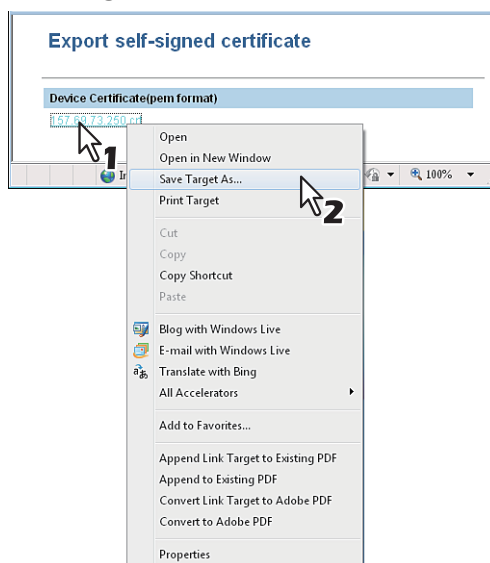 Export self-signed certificate
Device Certificate(pem format)
157.69.73.250.crt
1
Open
Open in New Window
Save Target As...
100%
2
Print Target
Cut
Copy
Copy Shortcut
Paste
Blog with Windows Live
E-mail with Windows Live
Translate with Bing
All Accelerators
Add to Favorites...
Append Link Target to Existing PDF
Append to Existing PDF
Convert Link Target to Adobe PDF
Convert to Adobe PDF
Properties